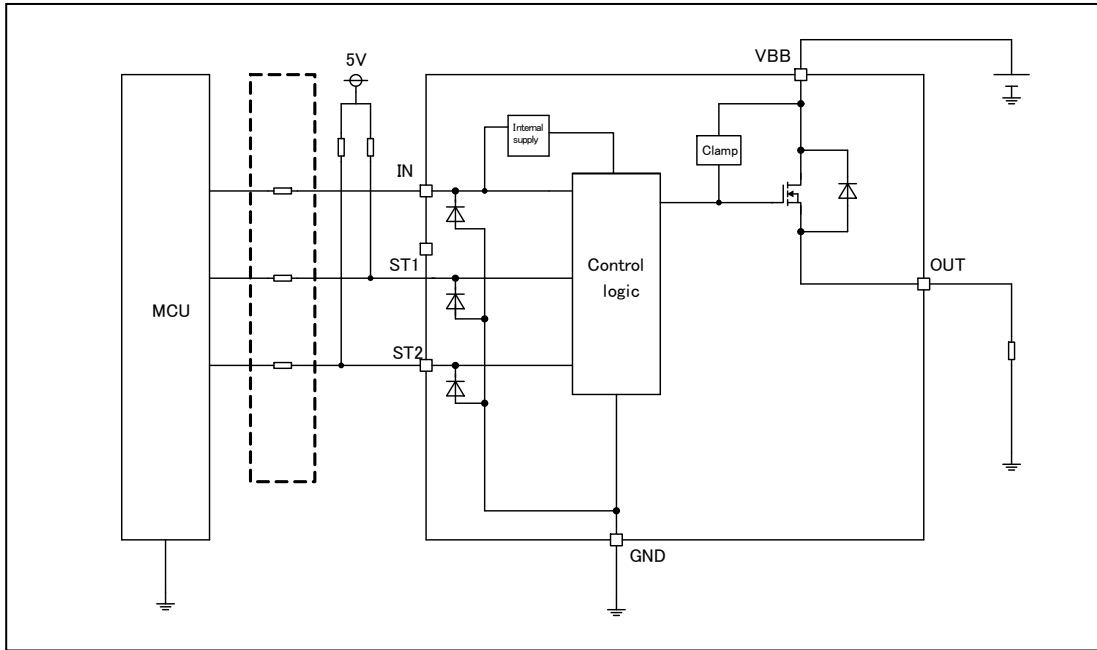 VBB
5V
Internal
supply
IN
Clamp
ST1
Control
logic
OUT
MCU
ST2
GND